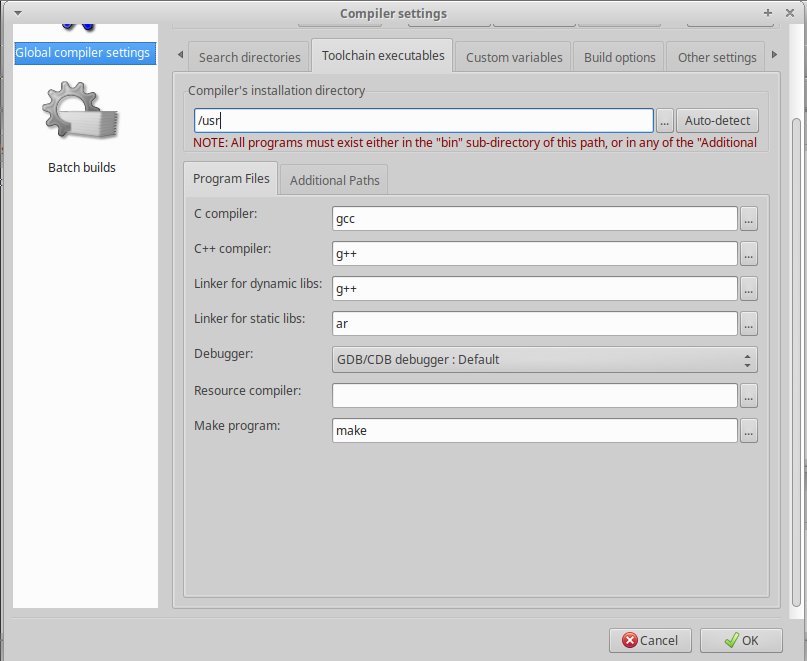 Compiler settings
Global compiler settings
Batch builds
Search directories
Toolchain executables
Custom variables
Build options
Other settings
Compiler's installation directory
/usr
...
Auto-detect
NOTE: All programs must exist either in the "bin" sub-directory of this path, or in any of the "Additional
Program Files
Additional Paths
C compiler:
gcc
...
C++ compiler:
g++
...
Linker for dynamic libs:
g++
...
Linker for static libs:
ar
...
Debugger:
GDB/CDB debugger : Default
Resource compiler:
...
Make program:
make
...
Cancel
OK